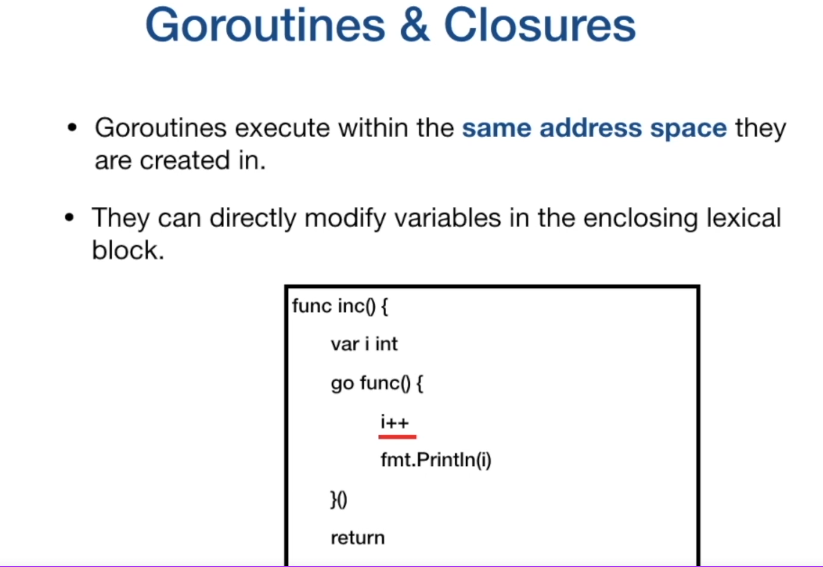 Goroutines & Closures
• Goroutines execute within the same address space they
are created in.
• They can directly modify variables in the enclosing lexical
block.
func inc() {
var i int
go func() {
i++
fmt.Println(i)
}()
return